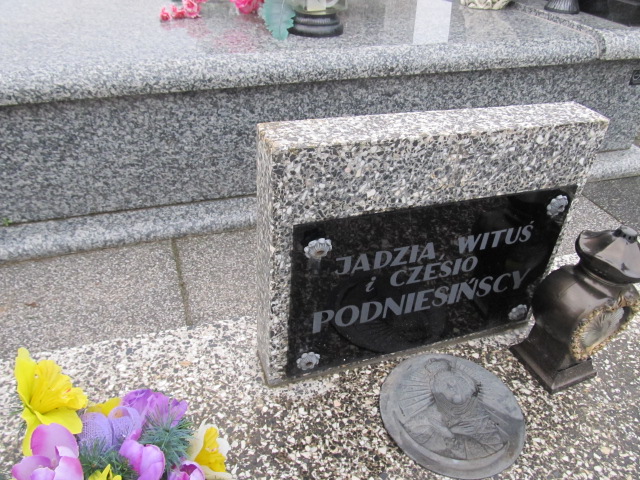 JADZIA, WITUŚ
i CZESIO
PODNIESIŃSCY